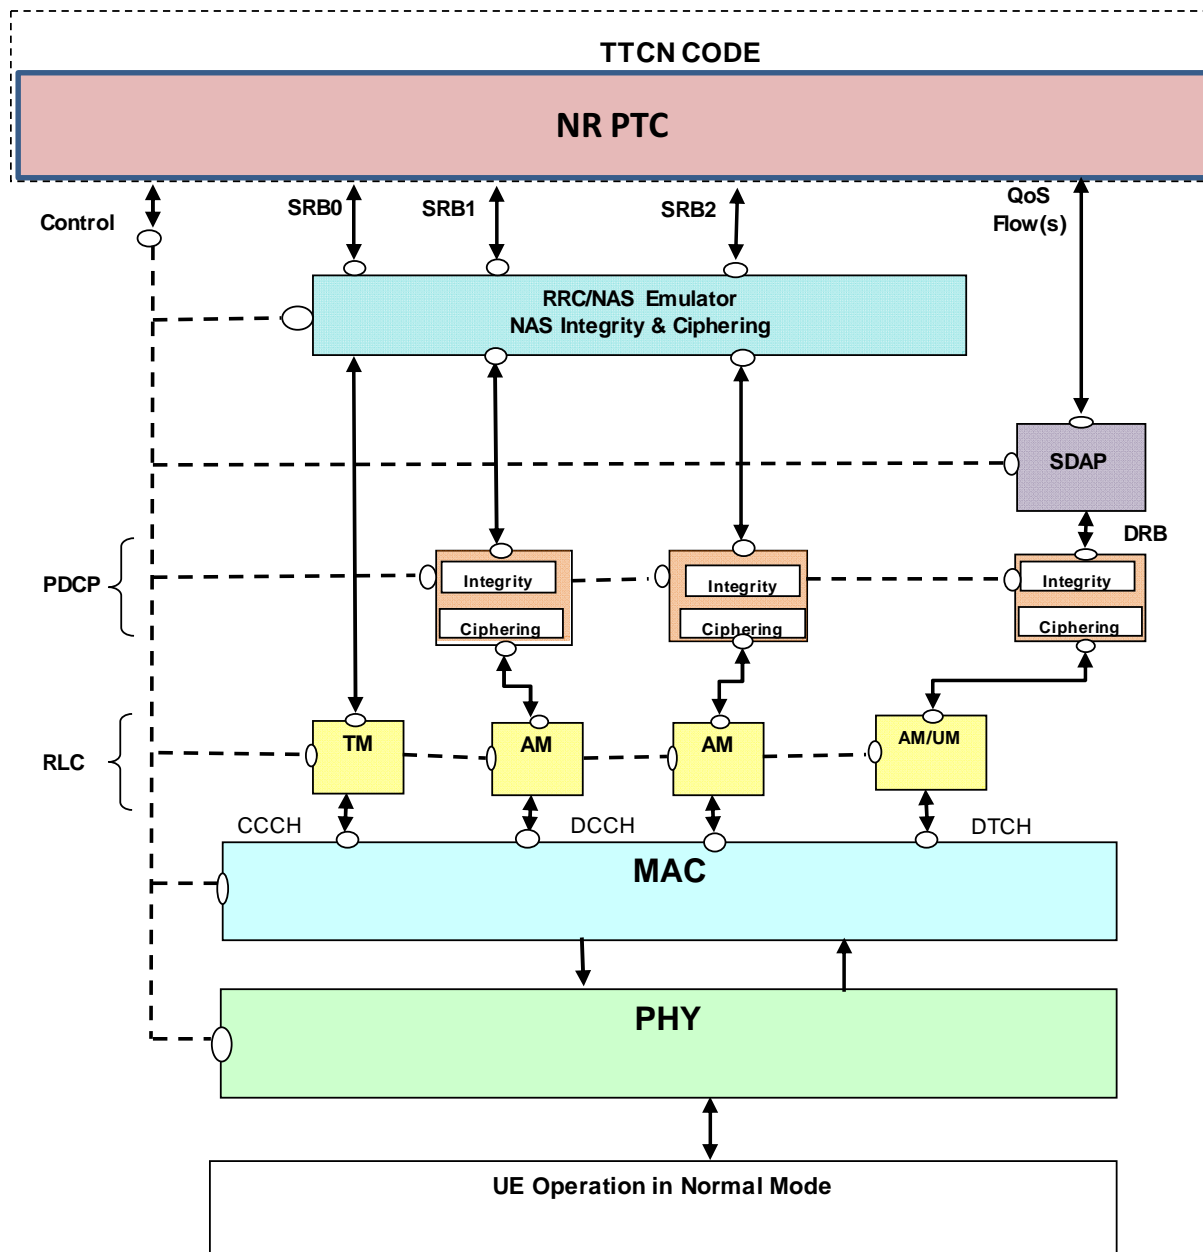 TTCN CODE
NR PTC
Control
SRB0
SRB1
SRB2
QoS
Flow(s)
RRC/NAS Emulator
NAS Integrity & Ciphering
SDAP
DRB
PDCP
Integrity
Ciphering
Integrity
Ciphering
Integrity
Ciphering
RLC
TM
AM
AM
AM/UM
CCCH
DCCH
DTCH
MAC
PHY
UE Operation in Normal Mode